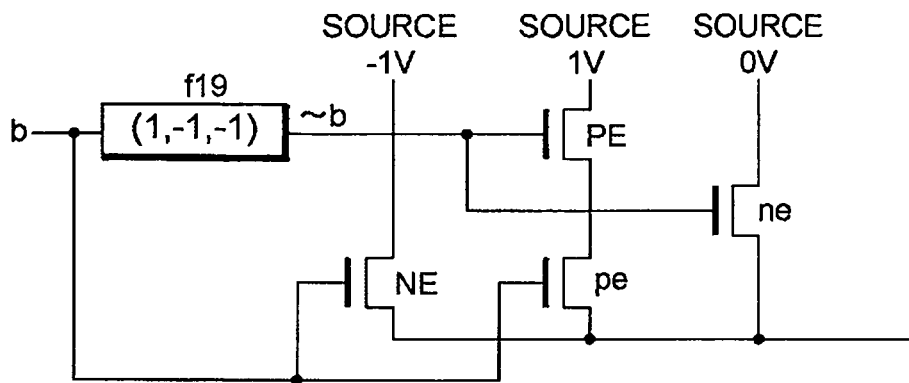 SOURCE SOURCE SOURCE
-1V 1V 0V
f19
b (1,-1,-1) ~b
PE
ne
NE pe